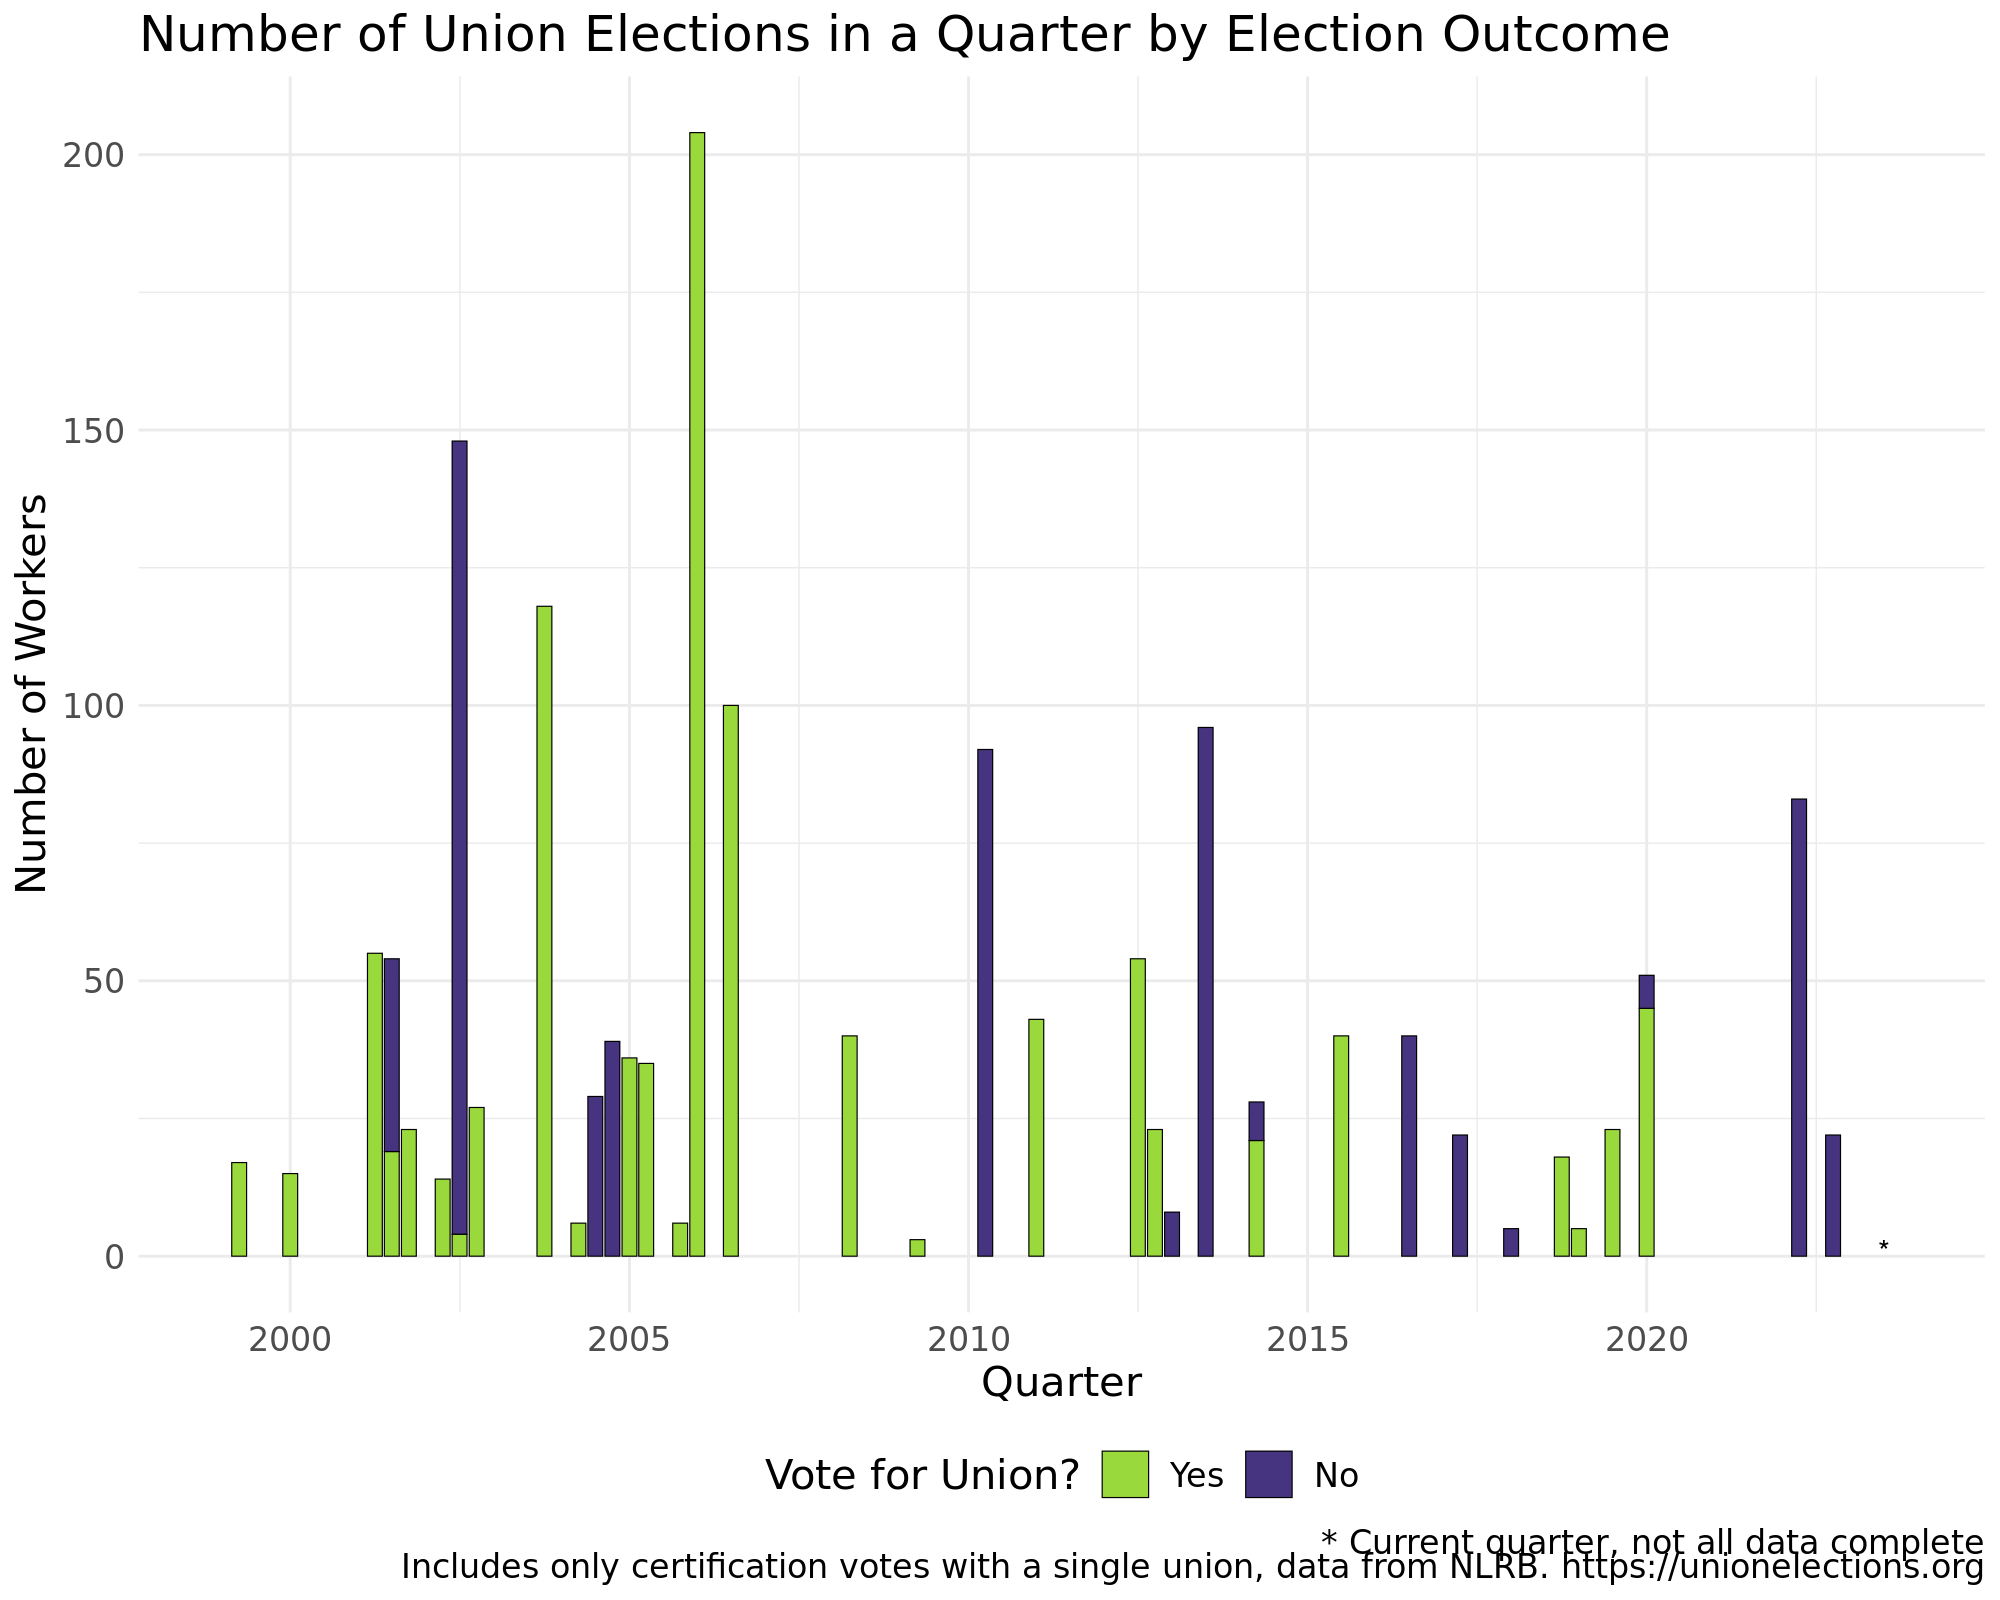 Number of Union Elections in a Quarter by Election Outcome
Number of Workers
200
150
100
50
0
*
2000 2005 2010 2015 2020
Quarter
Vote for Union? Yes No
* Current quarter, not all data complete
Includes only certification votes with a single union, data from NLRB. https://unionelections.org